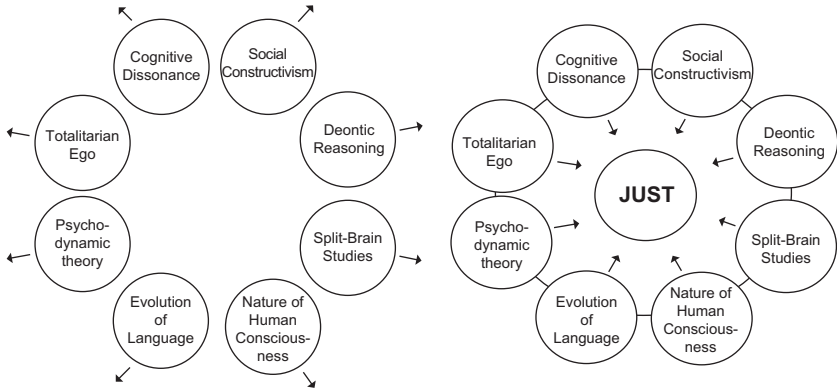 Cognitive
Dissonance
Social
Constructivism
Totalitarian
Ego
Deontic
Reasoning
Psycho-
dynamic
theory
Split-Brain
Studies
Evolution
of
Language
Nature of
Human
Conscious-
ness
Cognitive
Dissonance
Social
Constructivism
Totalitarian
Ego
Deontic
Reasoning
JUST
Psycho-
dynamic
theory
Split-Brain
Studies
Evolution
of
Language
Nature of
Human
Conscious-
ness